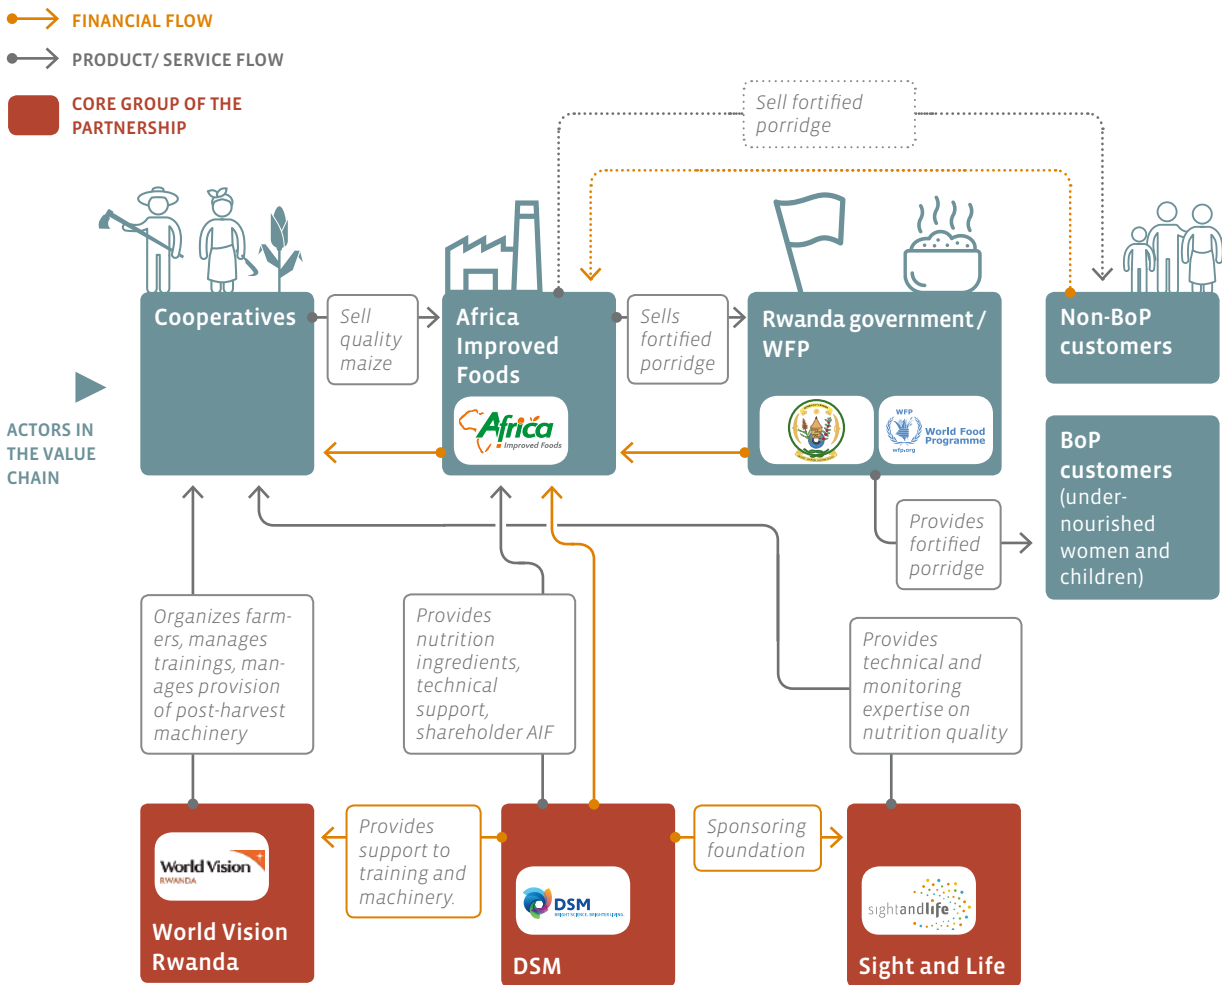 FINANCIAL FLOW
PRODUCT/ SERVICE FLOW
CORE GROUP OF THE
PARTNERSHIP
Sell fortified
porridge
Cooperatives
Sell
quality
maize
Africa
Improved
Foods
Africa
Improved Foods
Sells
fortified
porridge
Rwanda government /
WFP
WFP
wfp.org
World Food
Programme
Non-BoP
customers
BoP
customers
(under-
nourished
women and
children)
ACTORS IN
THE VALUE
CHAIN
Provides
fortified
porridge
Organizes farm-
ers, manages
trainings, man-
ages provision
of post-harvest
machinery
Provides
nutrition
ingredients,
technical
support,
shareholder AIF
Provides
technical and
monitoring
expertise on
nutrition quality
World Vision
RWANDA
World Vision
Rwanda
Provides
support to
training and
machinery.
DSM
BRIGHT SCIENCE. BRIGHTER LIVING.
DSM
Sponsoring
foundation
sightandlife
Sight and Life